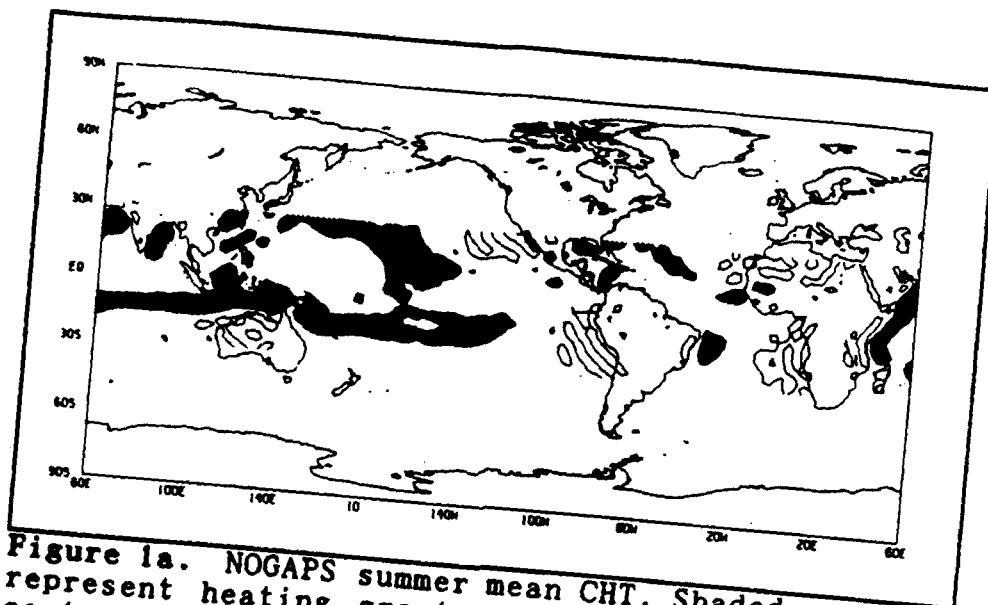 90N
60N
30N
EQ
30S
60S
90S
60E 100E 140E 1D 140W 100W 60W 20W 20E 60E
Figure 1a. NOGAPS summer mean CHT. Shaded
represent heating